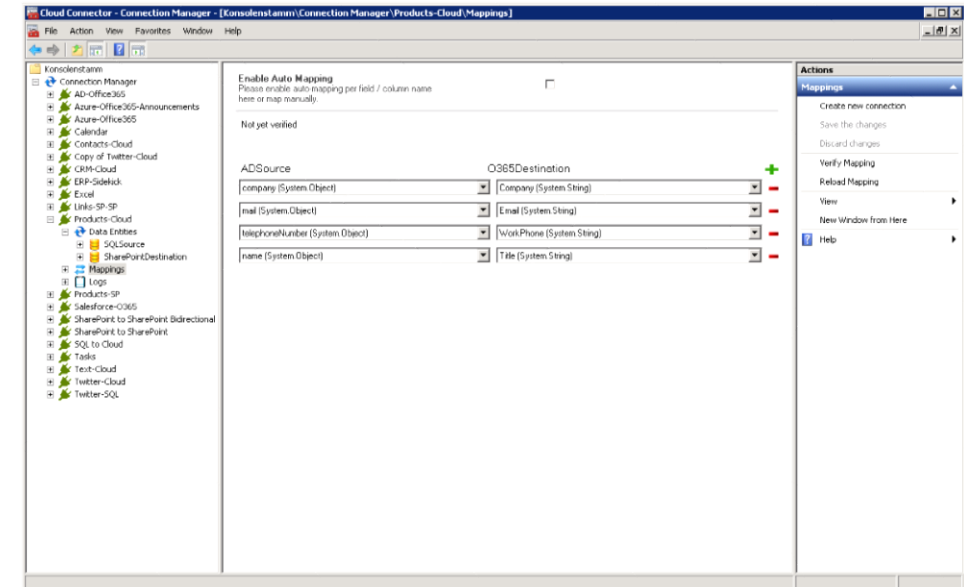 Cloud Connector - Connection Manager - [Konsolenstamm\Connection Manager\Products-Cloud\Mappings]
File Action View Favorites Window Help
Konsolenstamm
Connection Manager
AD-Office365
Azure-Office365-Announcements
Azure-Office365
Calendar
Contacts-Cloud
Copy of Twitter-Cloud
CRM-Cloud
ERP-Sidekick
Excel
Links-SP-SP
Products-Cloud
Data Entities
SQLSource
SharePointDestination
Mappings
Logs
Products-SP
Salesforce-O365
SharePoint to SharePoint Bidirectional
SharePoint to SharePoint
SQL to Cloud
Tasks
Text-Cloud
Twitter-Cloud
Twitter-SQL
Enable Auto Mapping
Please enable auto mapping per field / column name
here or map manually.
Not yet verified
ADSource O365Destination
company (System.Object) Company (System.String)
mail (System.Object) Email (System.String)
telephoneNumber (System.Object) WorkPhone (System.String)
name (System.Object) Title (System.String)
Actions
Mappings
Create new connection
Save the changes
Discard changes
Verify Mapping
Reload Mapping
View
New Window from Here
Help